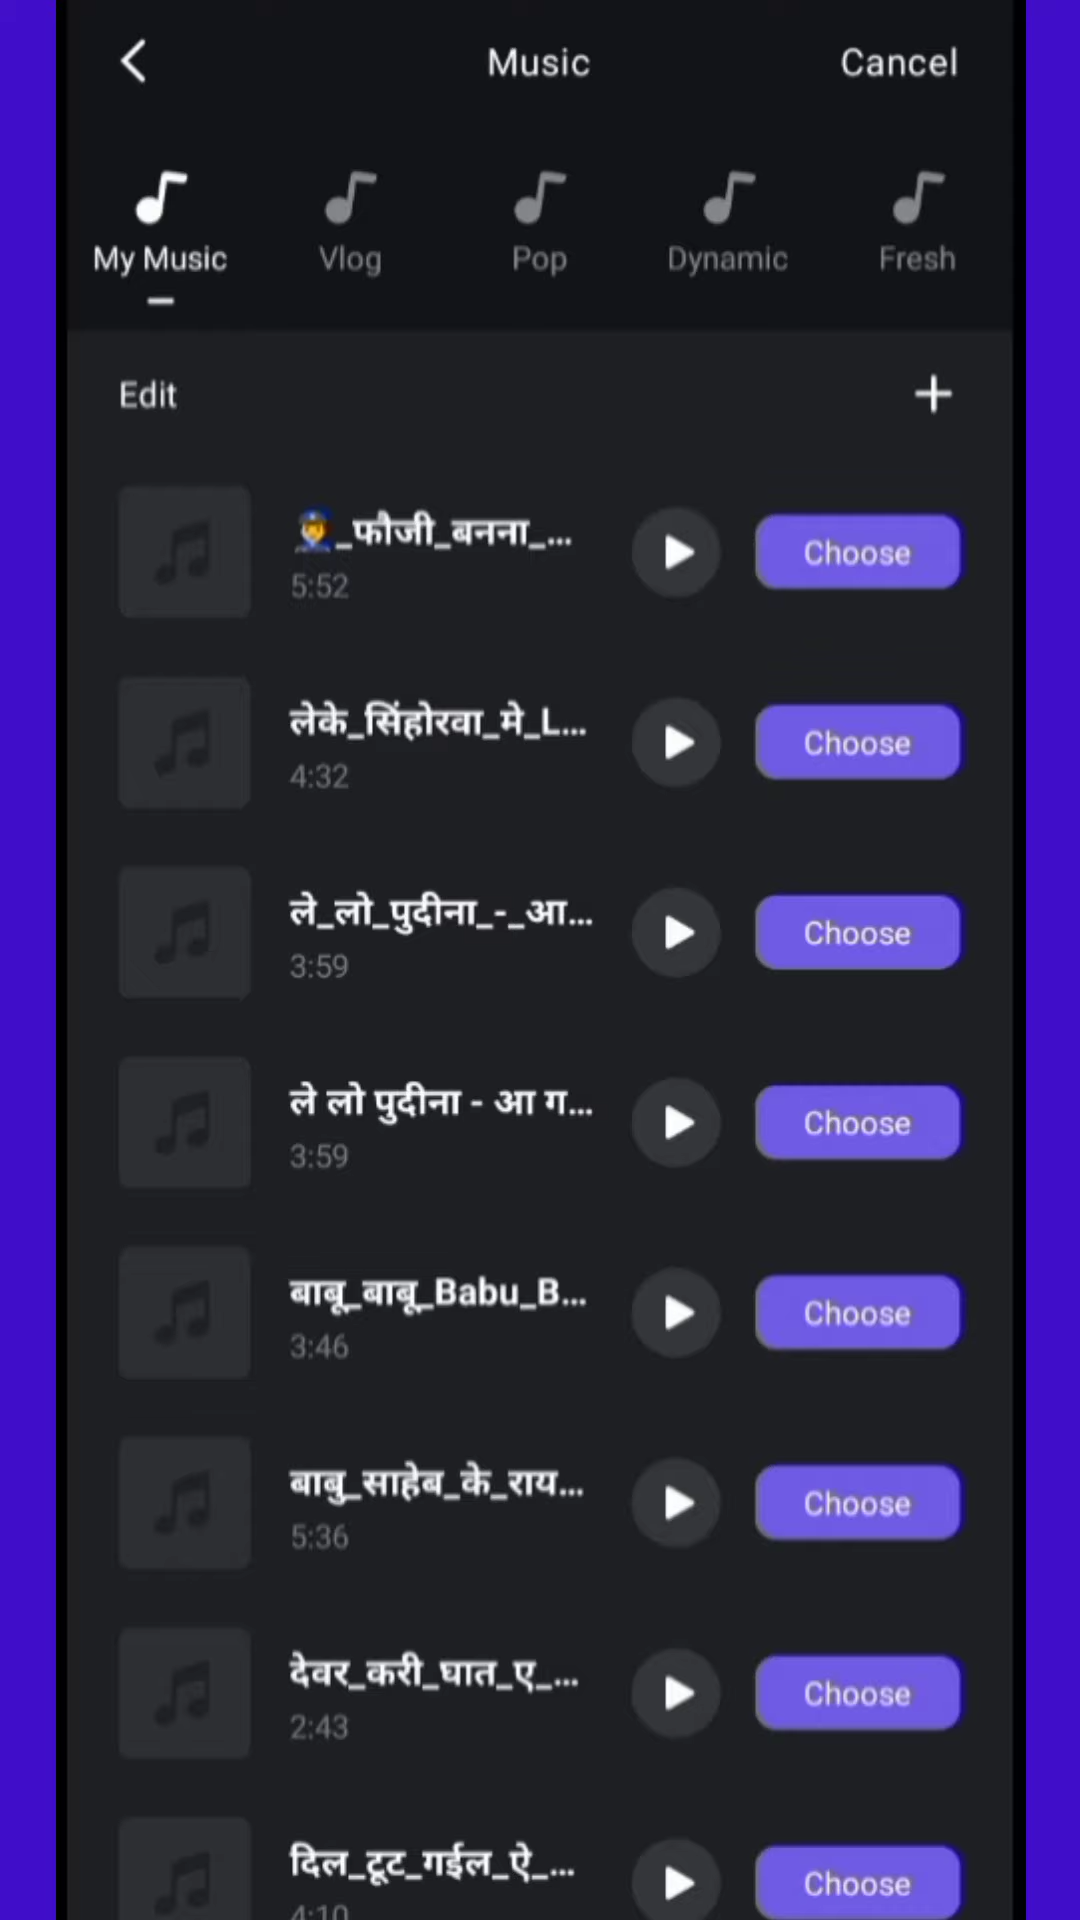 Music Cancel
My Music Vlog Pop Dynamic Fresh
Edit
👮_फौजी_बनना_...
5:52
Choose
लेके_सिंहोरवा_मे_L...
4:32
Choose
ले_लो_पुदीना_-_आ...
3:59
Choose
ले लो पुदीना - आ ग...
3:59
Choose
बाबू_बाबू_Babu_B...
3:46
Choose
बाबु_साहेब_के_राय...
5:36
Choose
देवर_करी_घात_ए_...
2:43
Choose
दिल_टूट_गईल_ऐ_...
4:10
Choose